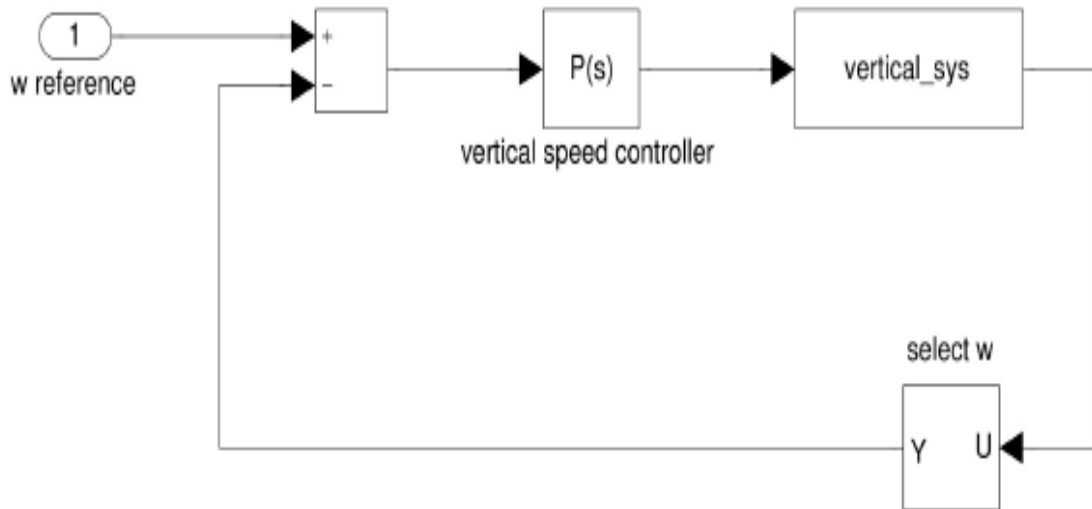 1
w reference
+
−
P(s)
vertical speed controller
vertical_sys
select w
Y
U